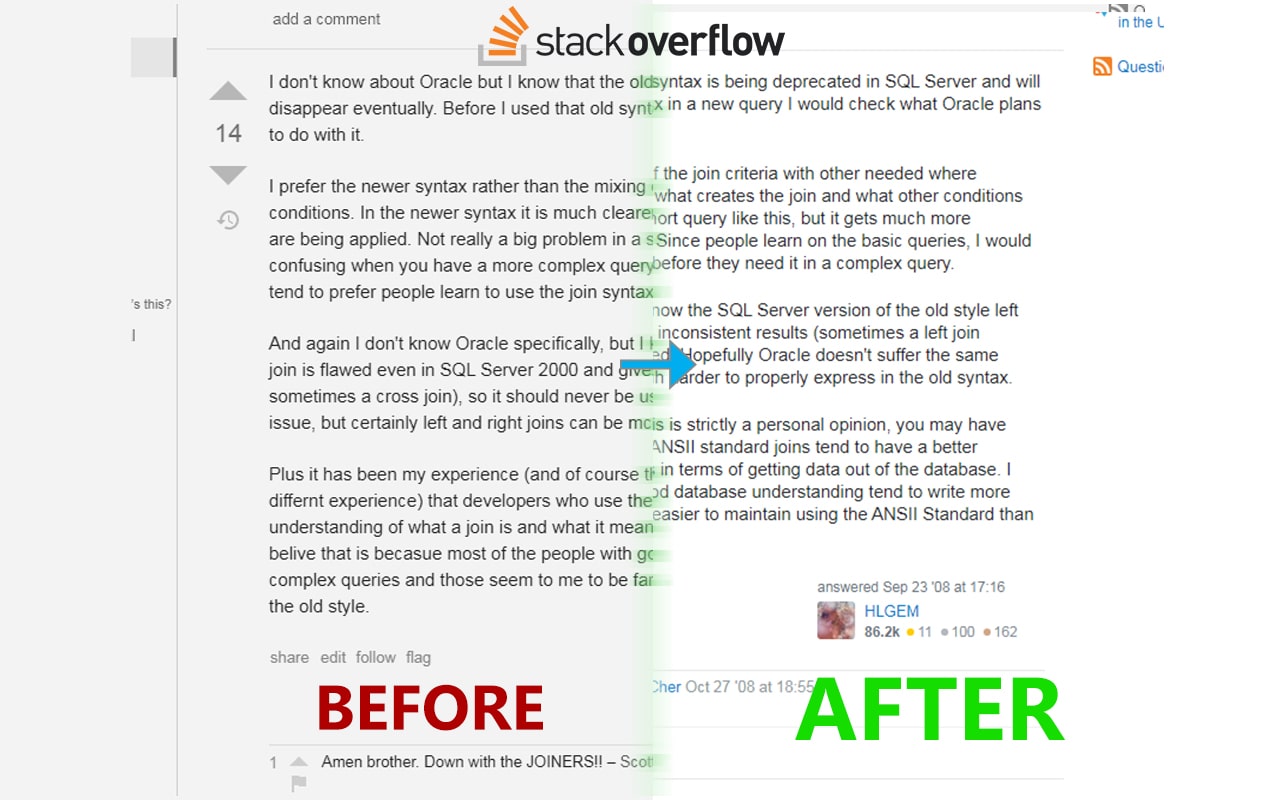 add a comment
stackoverflow
in the U
Questi
I don't know about Oracle but I know that the old syntax is being deprecated in SQL Server and will
disappear eventually. Before I used that old syntax in a new query I would check what Oracle plans
to do with it.
14
I prefer the newer syntax rather than the mixing of the join criteria with other needed where
conditions. In the newer syntax it is much clearer what creates the join and what other conditions
are being applied. Not really a big problem in a short query like this, but it gets much more
confusing when you have a more complex query. Since people learn on the basic queries, I would
tend to prefer people learn to use the join syntax before they need it in a complex query.
's this?
And again I don't know Oracle specifically, but I know the SQL Server version of the old style left
join is flawed even in SQL Server 2000 and give inconsistent results (sometimes a left join
sometimes a cross join), so it should never be used. Hopefully Oracle doesn't suffer the same
issue, but certainly left and right joins can be much harder to properly express in the old syntax.
Plus it has been my experience (and of course this is strictly a personal opinion, you may have
differnt experience) that developers who use the ANSII standard joins tend to have a better
understanding of what a join is and what it means in terms of getting data out of the database. I
belive that is becasue most of the people with good database understanding tend to write more
complex queries and those seem to me to be far easier to maintain using the ANSII Standard than
the old style.
share edit follow flag
answered Sep 23 '08 at 17:16
HLGEM
86.2k 11 100 162
Cher Oct 27 '08 at 18:55
BEFORE
AFTER
1 Amen brother. Down with the JOINERS!! – Scott